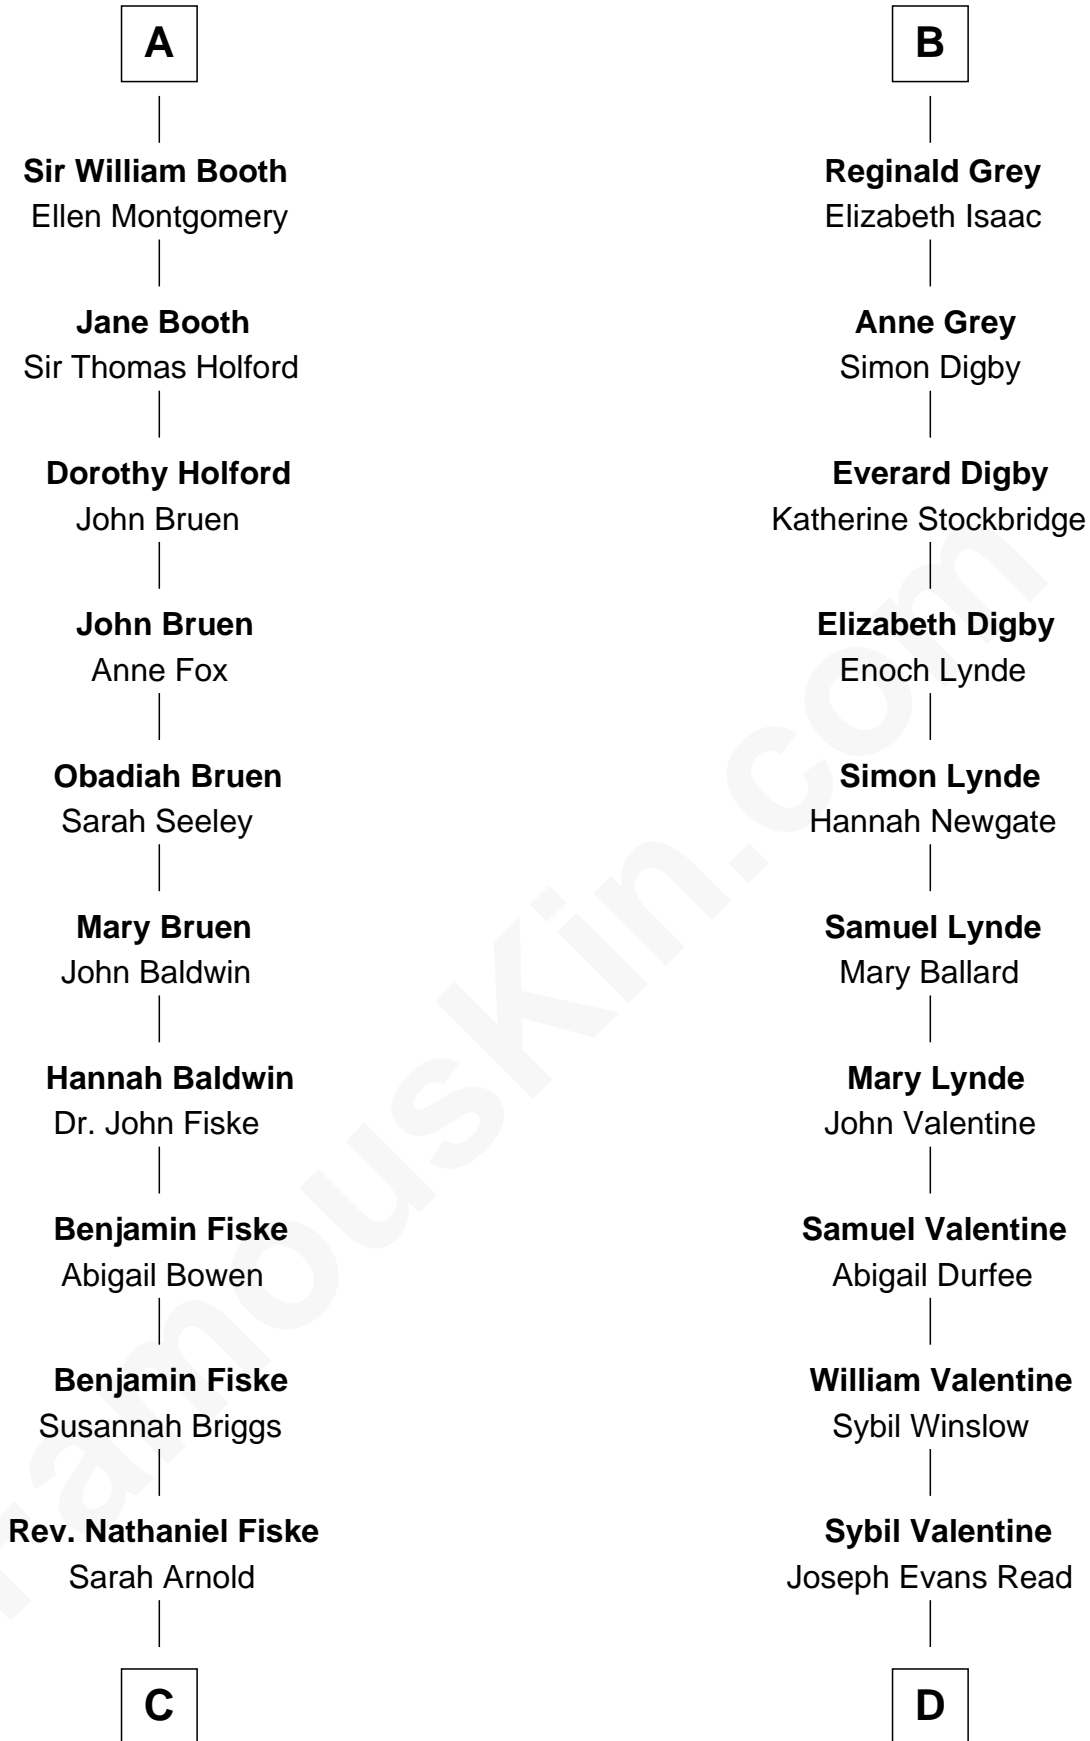 A
Sir William Booth
Ellen Montgomery
Jane Booth
Sir Thomas Holford
Dorothy Holford
John Bruen
John Bruen
Anne Fox
Obadiah Bruen
Sarah Seeley
Mary Bruen
John Baldwin
Hannah Baldwin
Dr. John Fiske
Benjamin Fiske
Abigail Bowen
Benjamin Fiske
Susannah Briggs
Rev. Nathaniel Fiske
Sarah Arnold
C
B
Reginald Grey
Elizabeth Isaac
Anne Grey
Simon Digby
Everard Digby
Katherine Stockbridge
Elizabeth Digby
Enoch Lynde
Simon Lynde
Hannah Newgate
Samuel Lynde
Mary Ballard
Mary Lynde
John Valentine
Samuel Valentine
Abigail Durfee
William Valentine
Sybil Winslow
Sybil Valentine
Joseph Evans Read
D
FamousKin.com